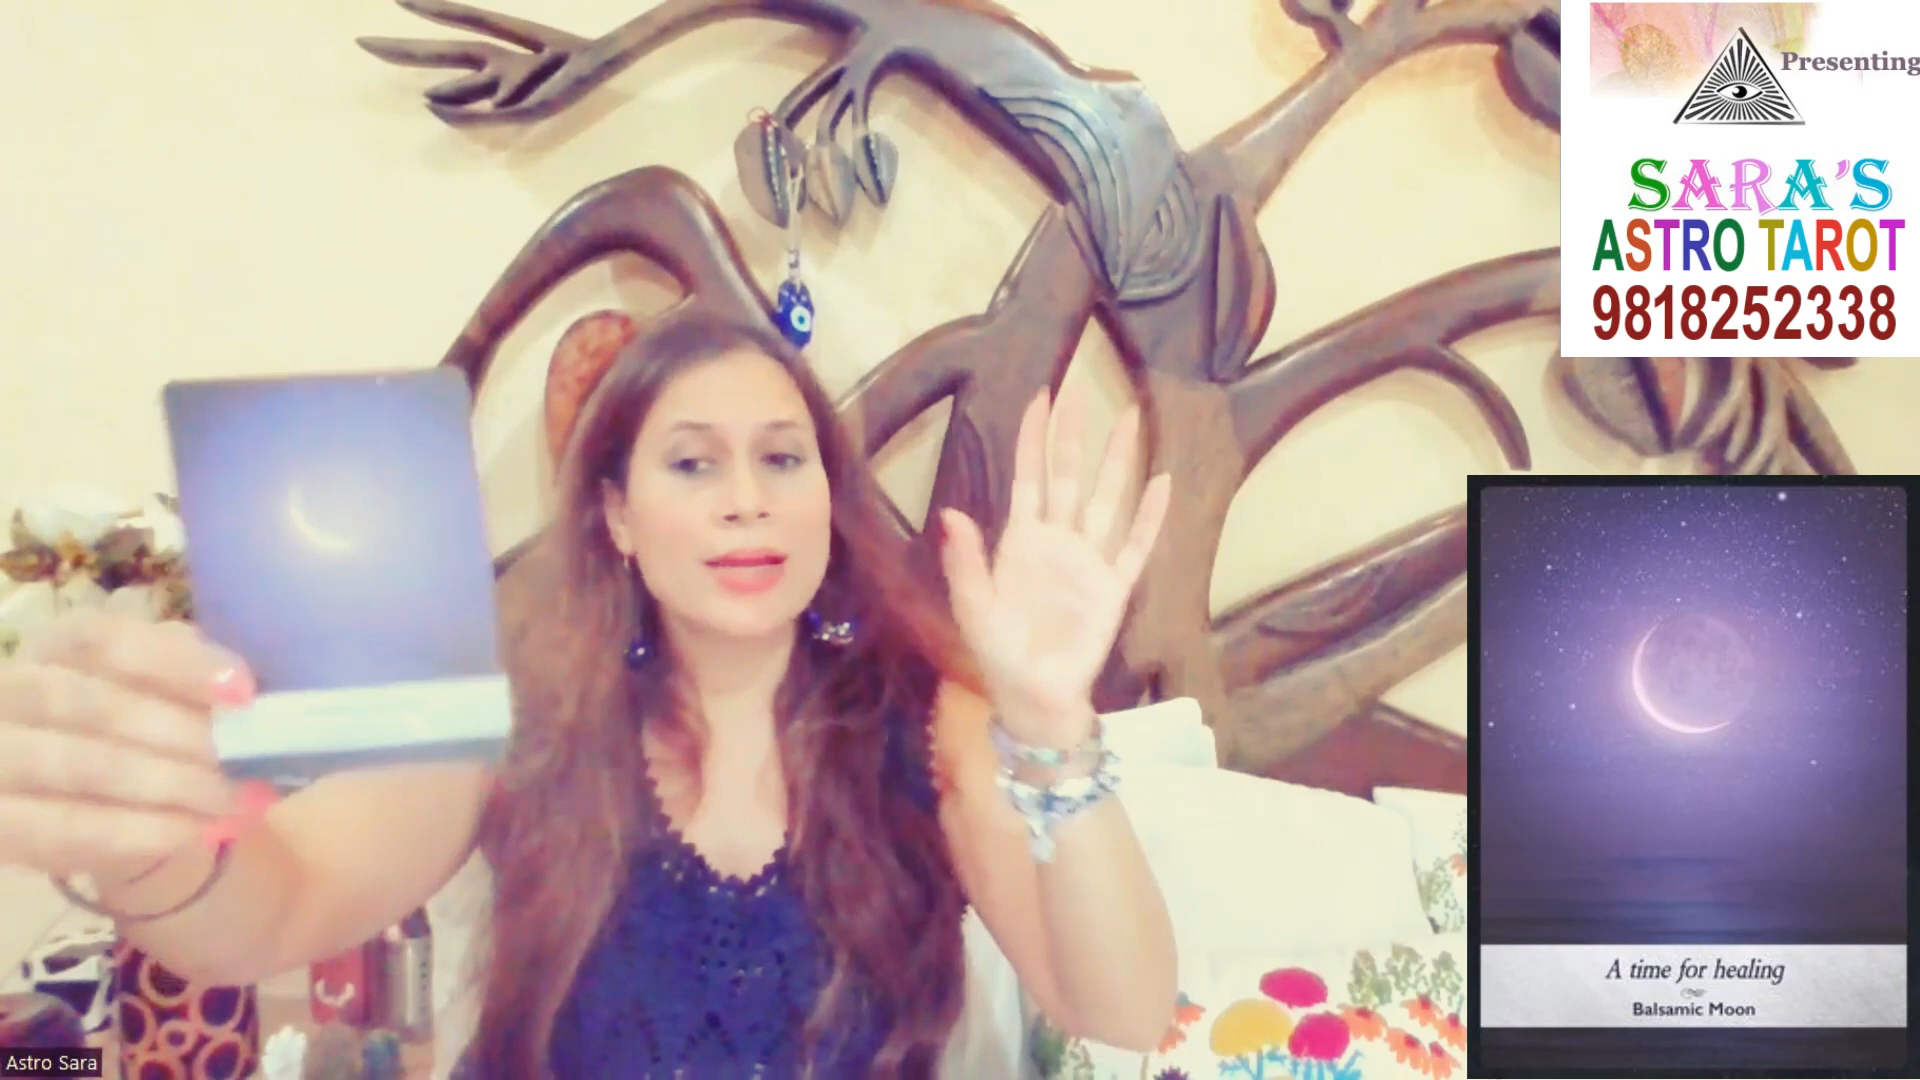 Presenting
SARA'S
ASTRO TAROT
9818252338
A time for healing
Balsamic Moon
Astro Sara